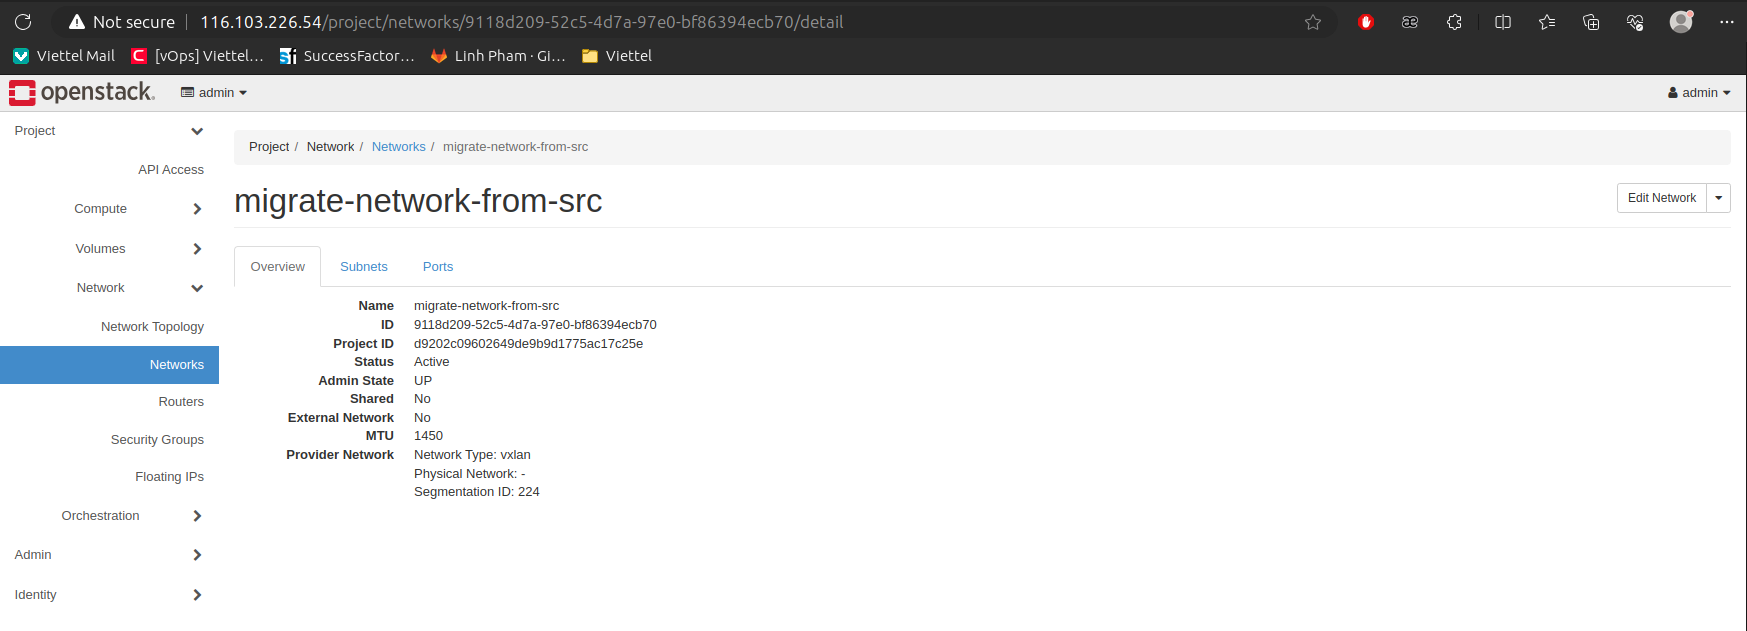 Not secure 116.103.226.54/project/networks/9118d209-52c5-4d7a-97e0-bf86394ecb70/detail
Viettel Mail [vOps] Viettel... SuccessFactor... Linh Pham · Gi... Viettel
openstack. admin admin
Project
API Access
Compute
Volumes
Network
Network Topology
Networks
Routers
Security Groups
Floating IPs
Orchestration
Admin
Identity
Project / Network / Networks / migrate-network-from-src
migrate-network-from-src
Edit Network
Overview Subnets Ports
Name migrate-network-from-src
ID 9118d209-52c5-4d7a-97e0-bf86394ecb70
Project ID d9202c09602649de9b9d1775ac17c25e
Status Active
Admin State UP
Shared No
External Network No
MTU 1450
Provider Network Network Type: vxlan
Physical Network: -
Segmentation ID: 224